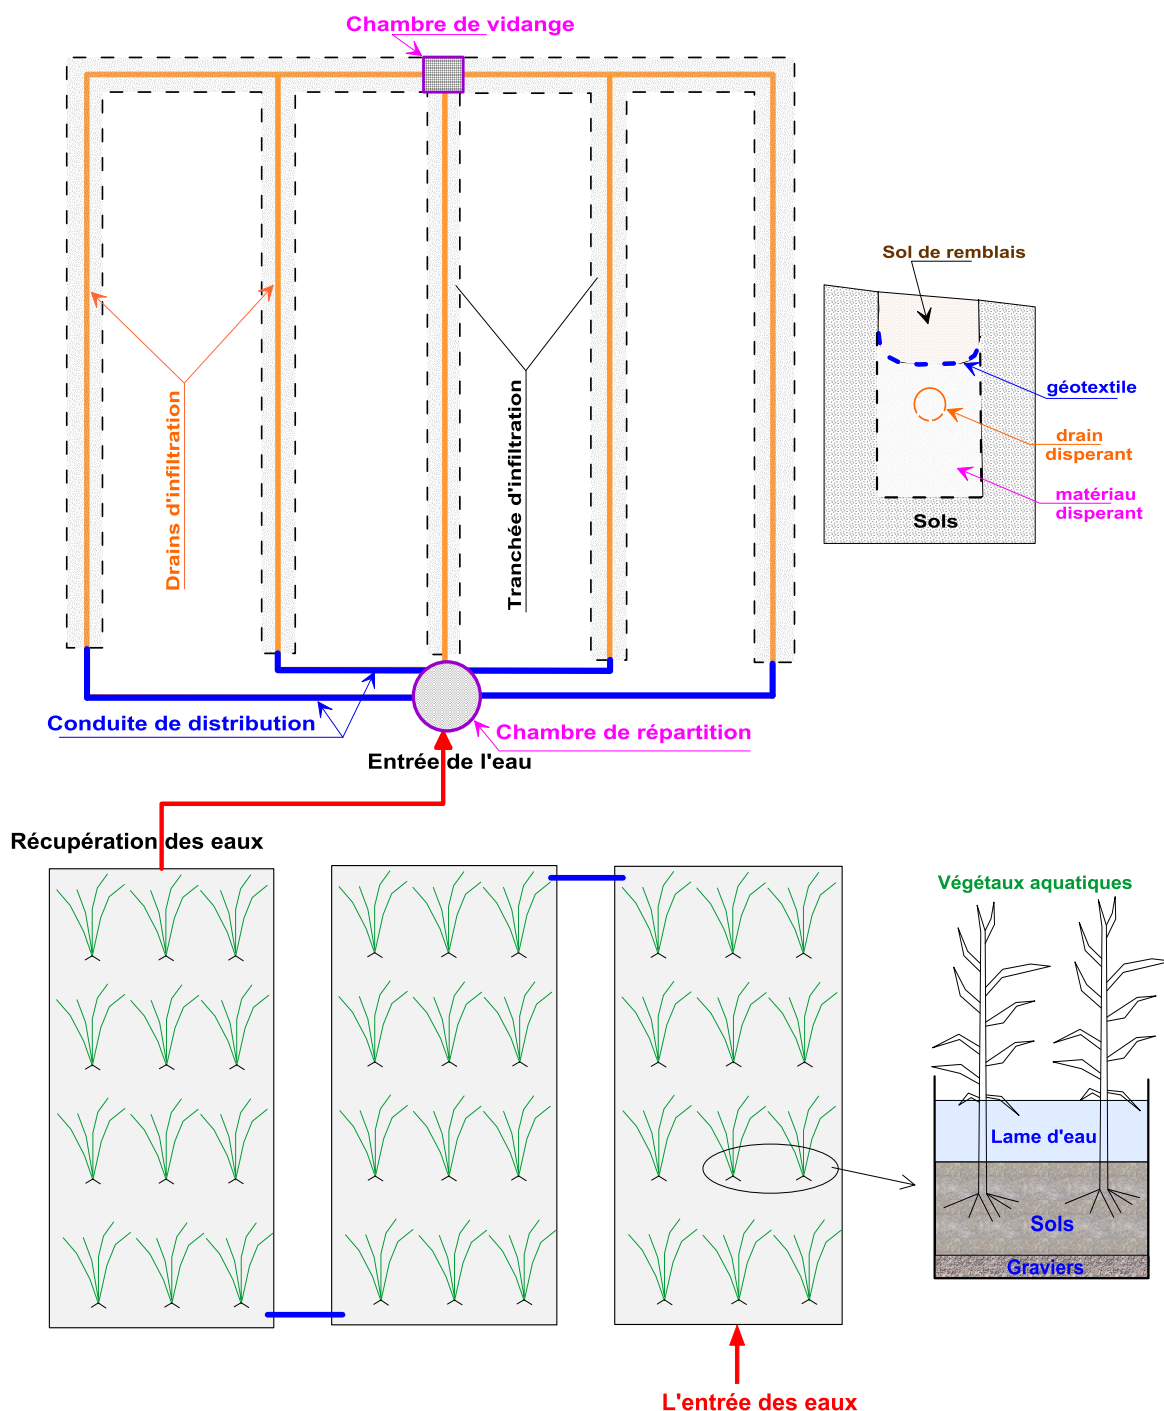 Chambre de vidange
Sol de remblais
géotextile
drain
disperant
matériau
disperant
Sols
Drains d'infiltration
Tranchée d'infiltration
Conduite de distribution
Chambre de répartition
Entrée de l'eau
Récupération des eaux
Végétaux aquatiques
Lame d'eau
Sols
Graviers
L'entrée des eaux